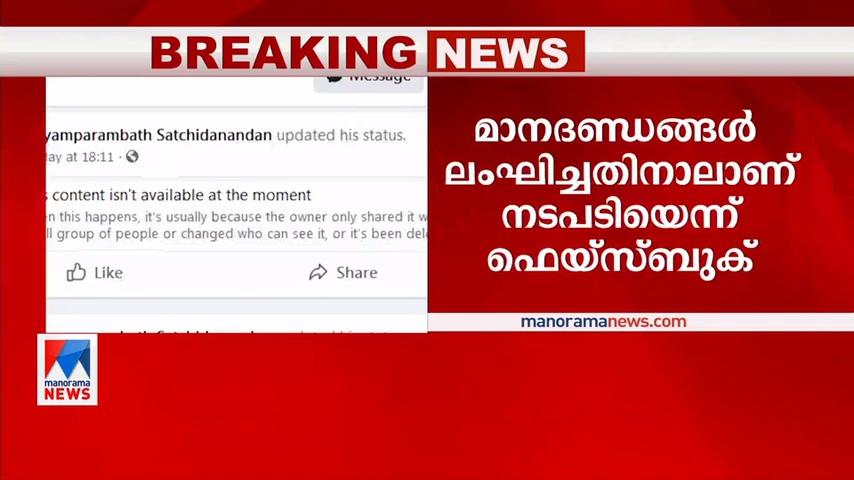 BREAKING NEWS
Message
yamparambath Satchidanandan updated his status.
day at 18:11
content isn't available at the moment
en this happens, it's usually because the owner only shared it w
ll group of people or changed who can see it, or it's been del
Like
Share
മാനദണ്ഡങ്ങൾ
ലംഘിച്ചതിനാലാണ്
നടപടിയെന്ന്
ഫെയ്സ്ബുക്
manoramanews.com
manorama
NEWS